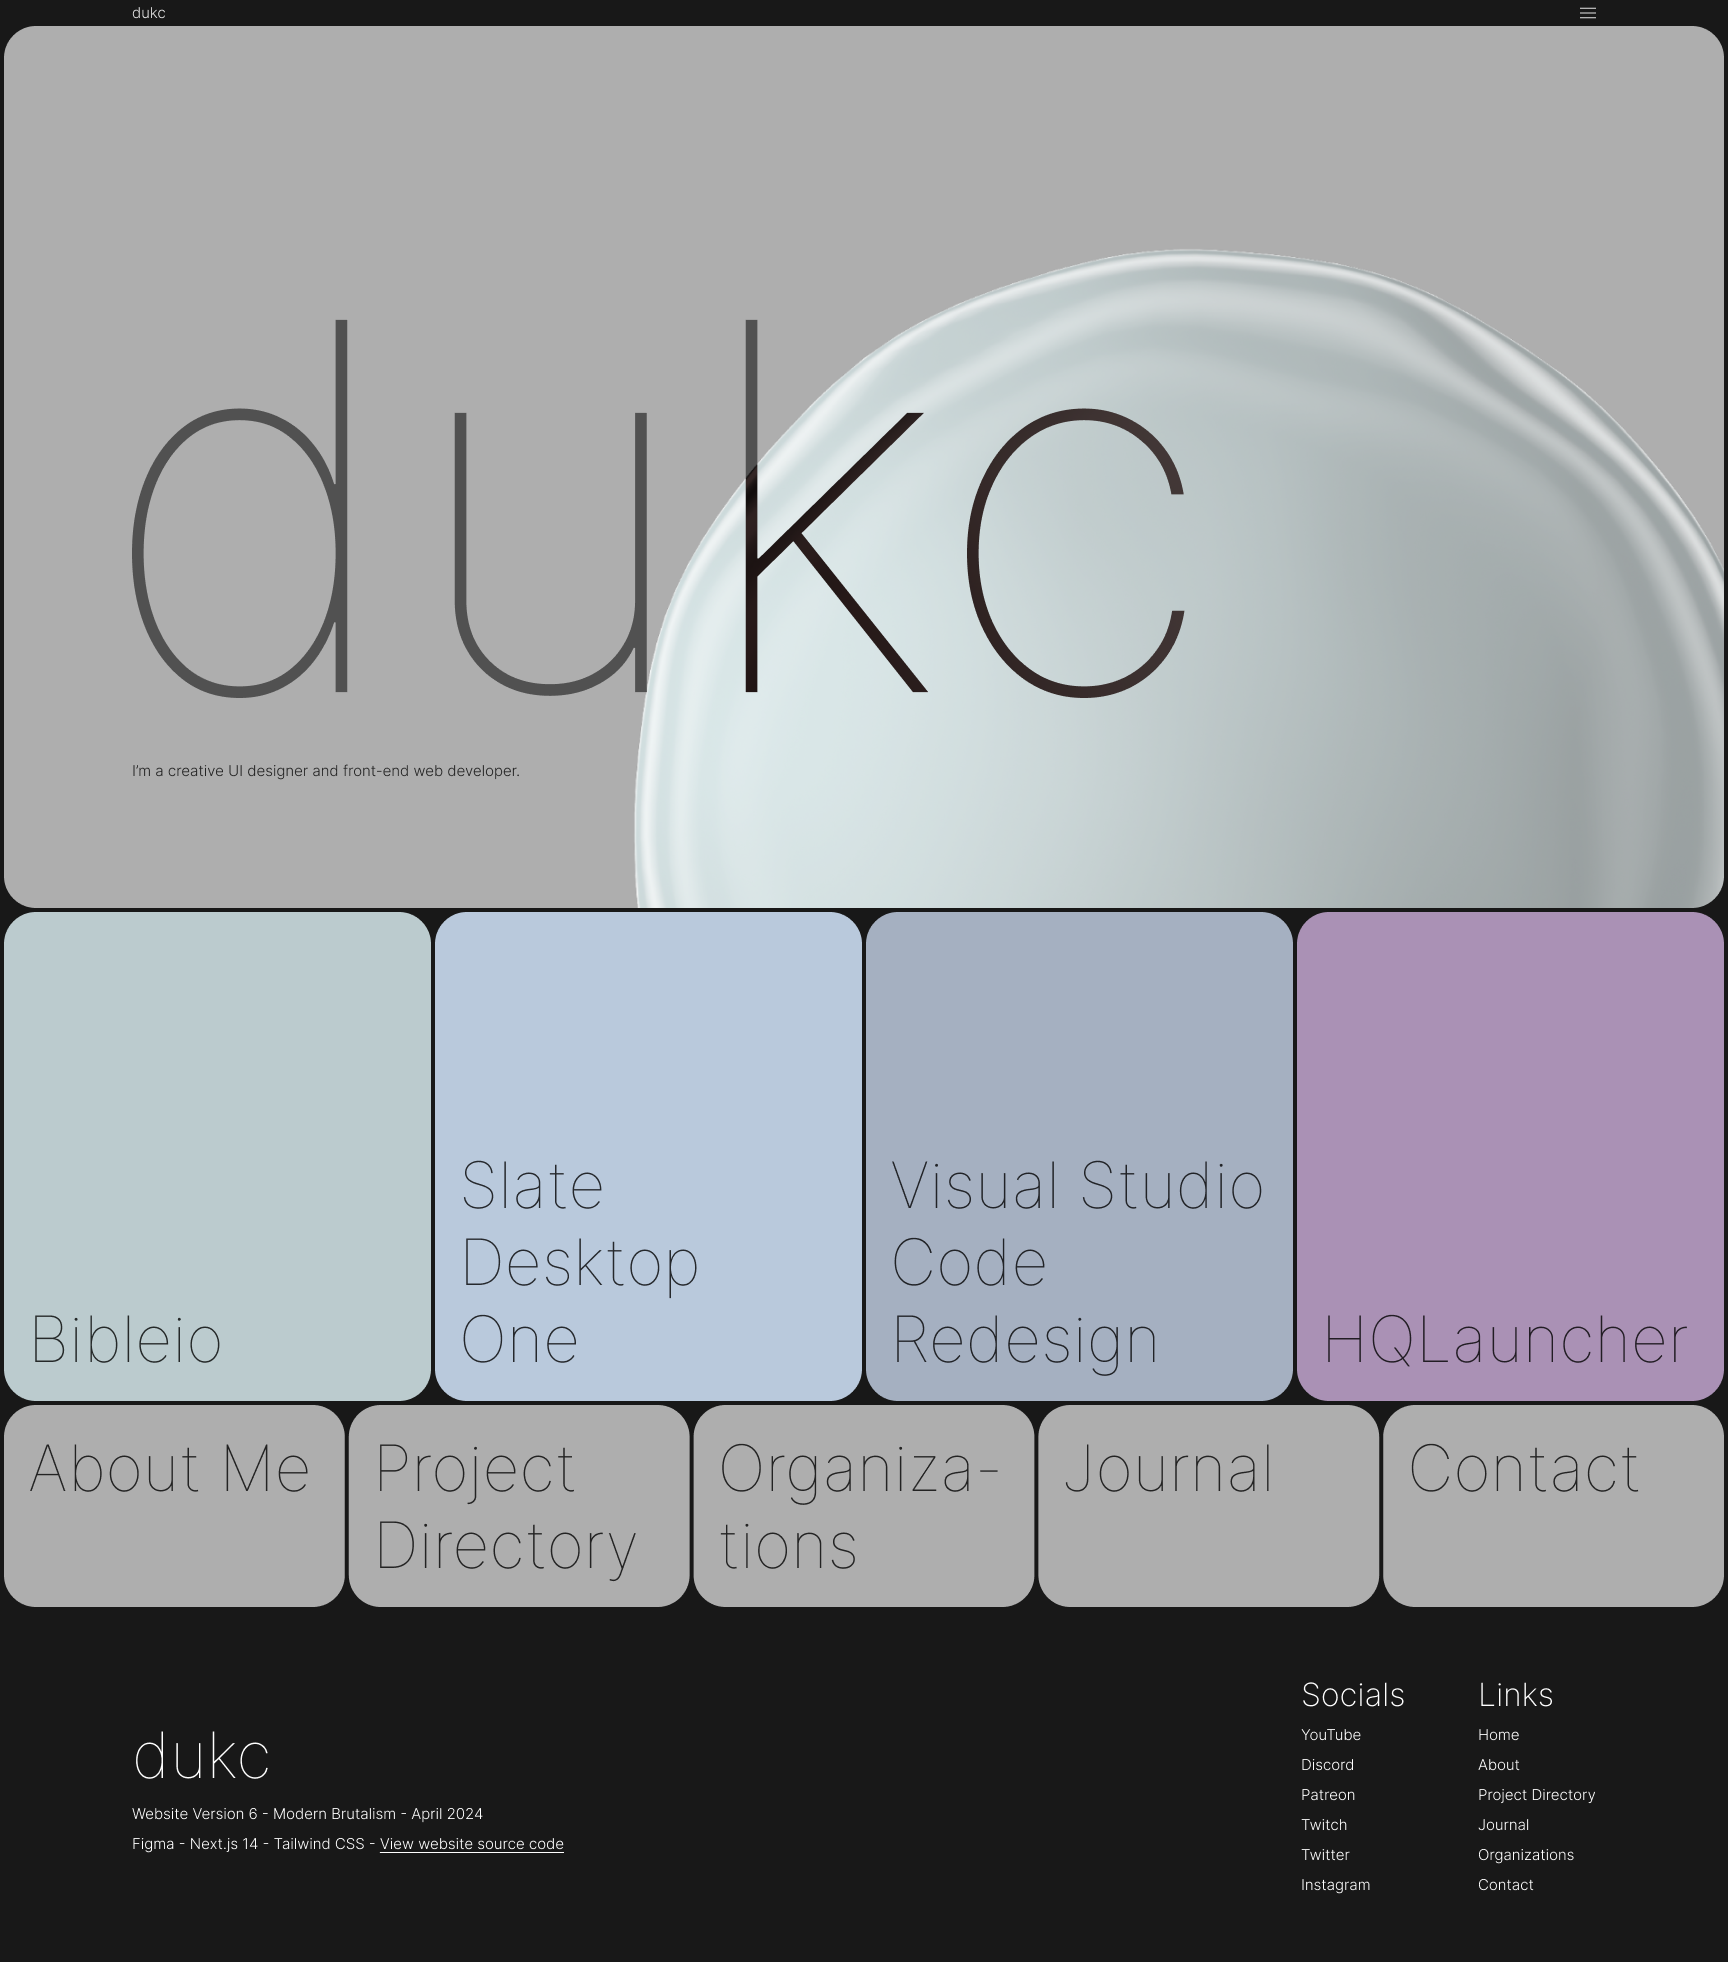 dukc
dukc
I'm a creative UI designer and front-end web developer.
Bibleio
Slate
Desktop
One
Visual Studio
Code
Redesign
HQLauncher
About Me
Project
Directory
Organiza-
tions
Journal
Contact
dukc
Website Version 6 - Modern Brutalism - April 2024
Figma - Next.js 14 - Tailwind CSS - View website source code
Socials
YouTube
Discord
Patreon
Twitch
Twitter
Instagram
Links
Home
About
Project Directory
Journal
Organizations
Contact